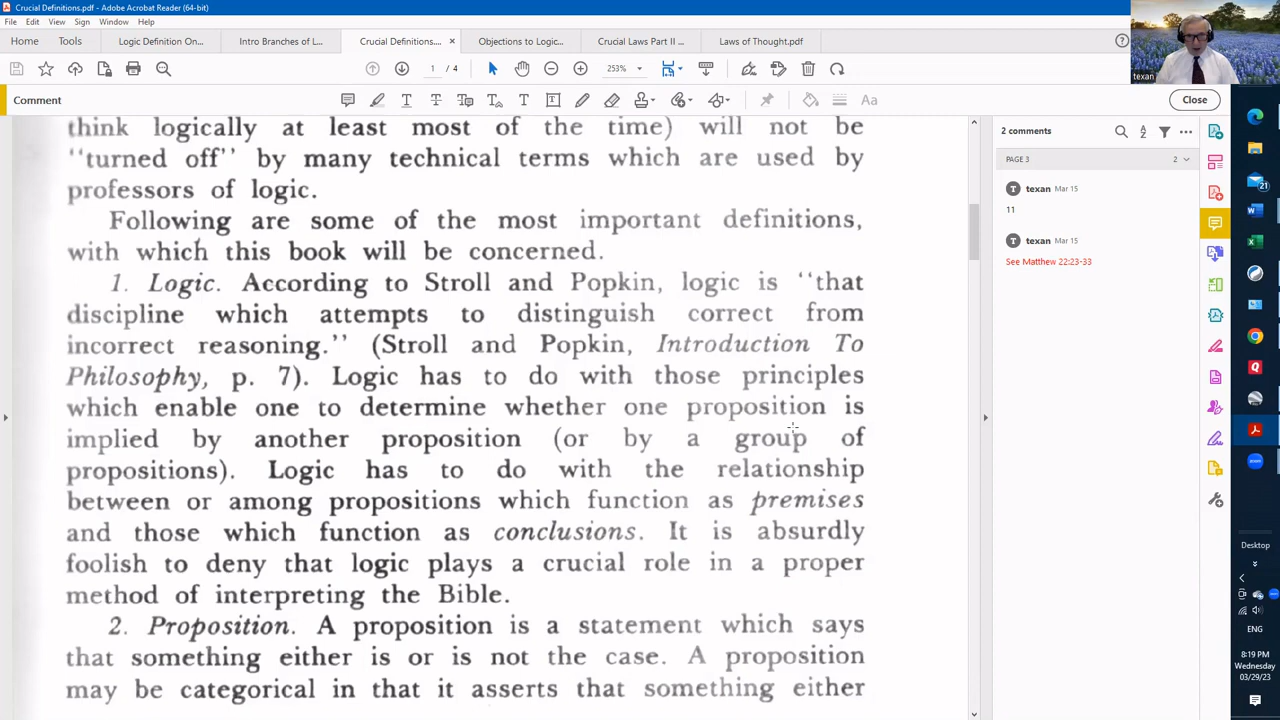 Crucial Definitions.pdf - Adobe Acrobat Reader (64-bit)
File Edit View Sign Window Help
Home Tools Logic Definition On... Intro Branches of L... Crucial Definitions.... × Objections to Logic... Crucial Laws Part II ... Laws of Thought.pdf
1 / 4 253%
Comment
Aa
Close
think logically at least most of the time) will not be
‘‘turned off’’ by many technical terms which are used by
professors of logic.
Following are some of the most important definitions,
with which this book will be concerned.
1. Logic. According to Stroll and Popkin, logic is ‘‘that
discipline which attempts to distinguish correct from
incorrect reasoning.’’ (Stroll and Popkin, Introduction To
Philosophy, p. 7). Logic has to do with those principles
which enable one to determine whether one proposition is
implied by another proposition (or by a group of
propositions). Logic has to do with the relationship
between or among propositions which function as premises
and those which function as conclusions. It is absurdly
foolish to deny that logic plays a crucial role in a proper
method of interpreting the Bible.
2. Proposition. A proposition is a statement which says
that something either is or is not the case. A proposition
may be categorical in that it asserts that something either
2 comments
PAGE 3 2
T texan Mar 15
11
T texan Mar 15
See Matthew 22:23-33
texan
21
Desktop
ENG
8:19 PM
Wednesday
03/29/23